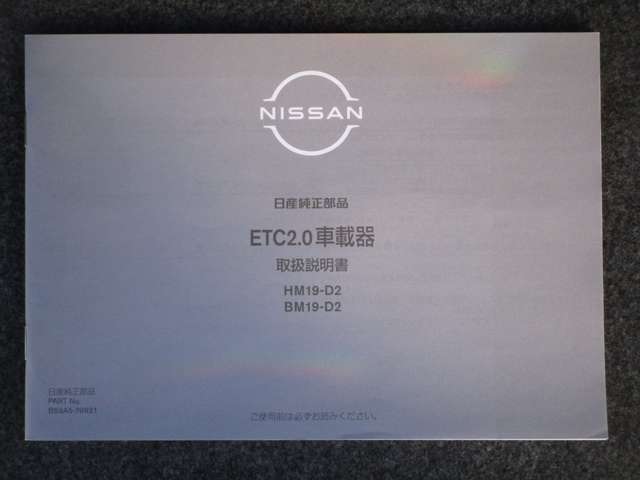 NISSAN
日産純正部品
ETC2.0車載器
取扱説明書
HM19-D2
BM19-D2
日産純正部品
PART No.
ご使用前は必ずお読みください。